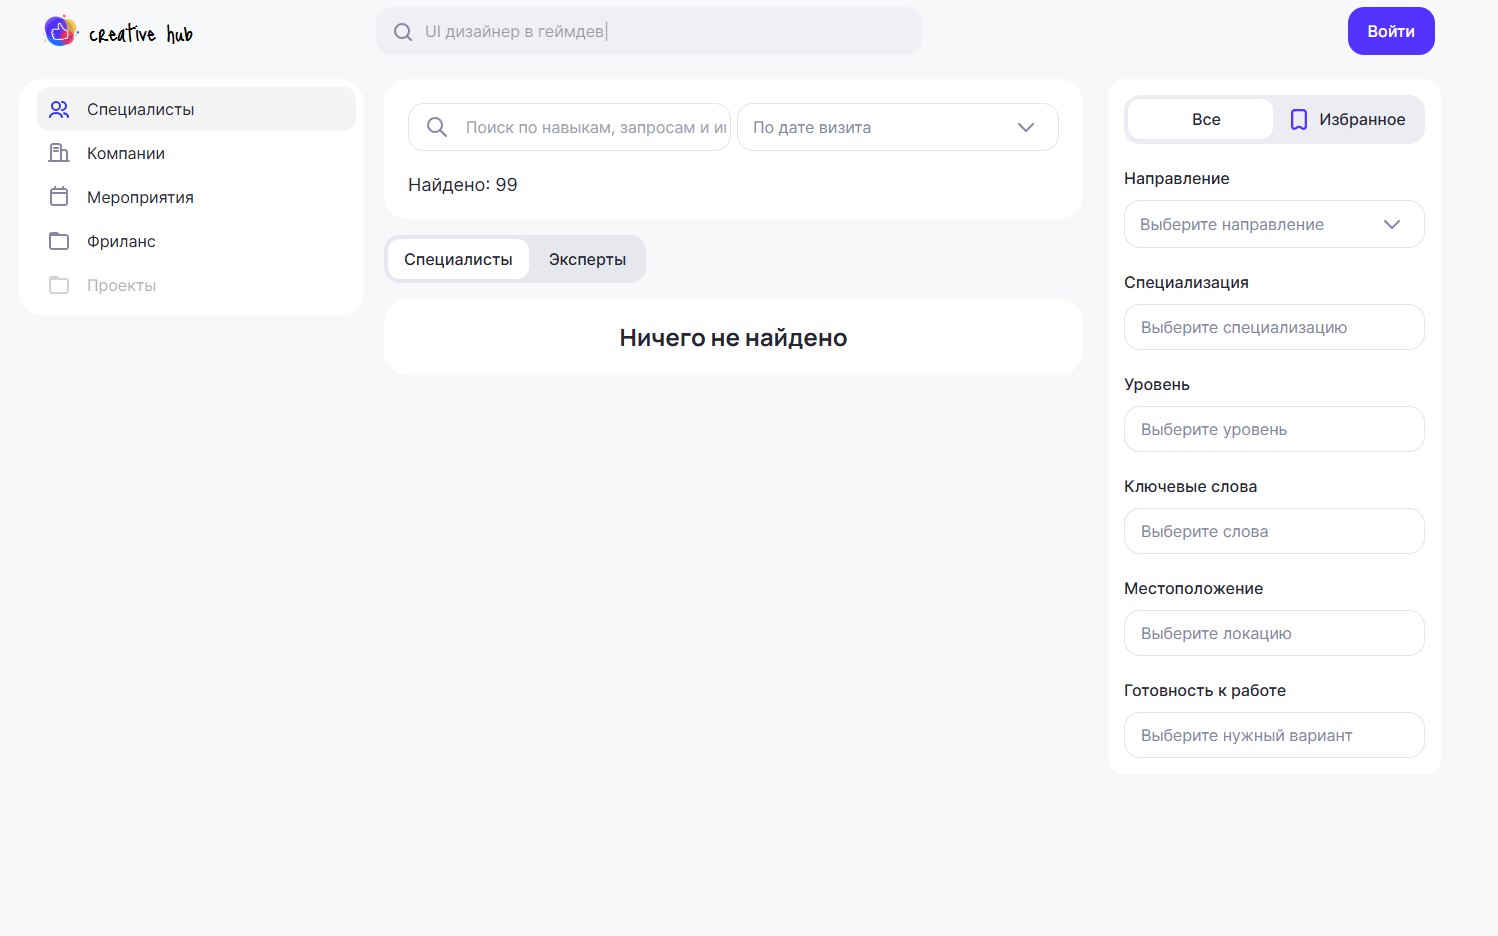 creative hub
UI дизайнер в геймдев
Войти
Специалисты
Компании
Мероприятия
Фриланс
Проекты
Поиск по навыкам, запросам и и
По дате визита
Найдено: 99
Специалисты
Эксперты
Ничего не найдено
Все
Избранное
Направление
Выберите направление
Специализация
Выберите специализацию
Уровень
Выберите уровень
Ключевые слова
Выберите слова
Местоположение
Выберите локацию
Готовность к работе
Выберите нужный вариант